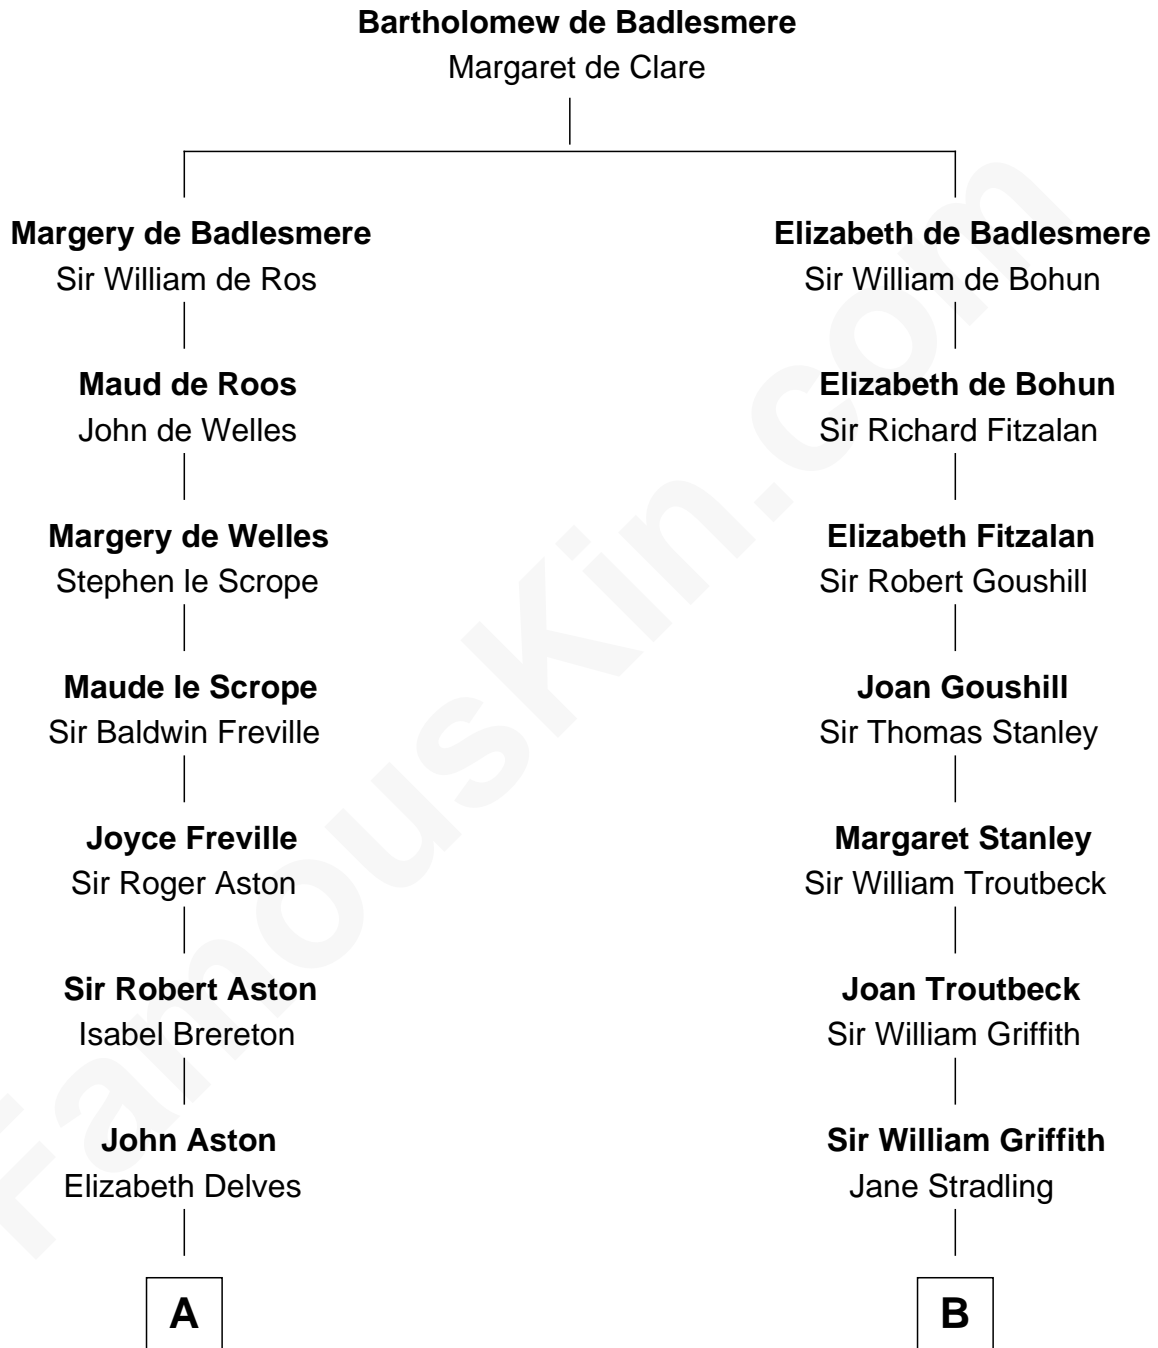 Bartholomew de Badlesmere
Margaret de Clare
Margery de Badlesmere
Sir William de Ros
Elizabeth de Badlesmere
Sir William de Bohun
Maud de Roos
John de Welles
Elizabeth de Bohun
Sir Richard Fitzalan
Margery de Welles
Stephen le Scrope
Elizabeth Fitzalan
Sir Robert Goushill
Maude le Scrope
Sir Baldwin Freville
Joan Goushill
Sir Thomas Stanley
Joyce Freville
Sir Roger Aston
Margaret Stanley
Sir William Troutbeck
Sir Robert Aston
Isabel Brereton
Joan Troutbeck
Sir William Griffith
John Aston
Elizabeth Delves
Sir William Griffith
Jane Stradling
A
B
FamousKin.com